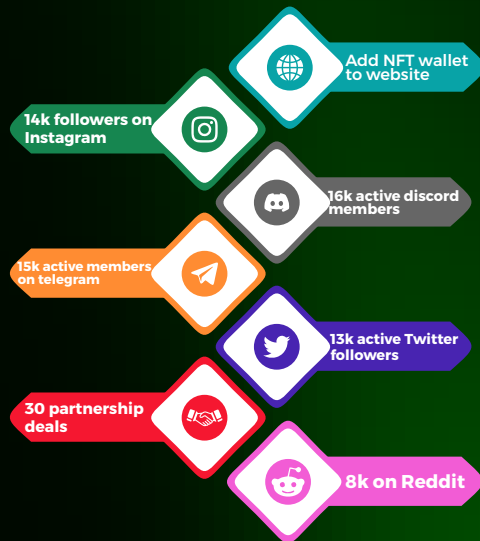 Add NFT wallet
to website
14k followers on
Instagram
16k active discord
members
15k active members
on telegram
13k active Twitter
followers
30 partnership
deals
8k on Reddit